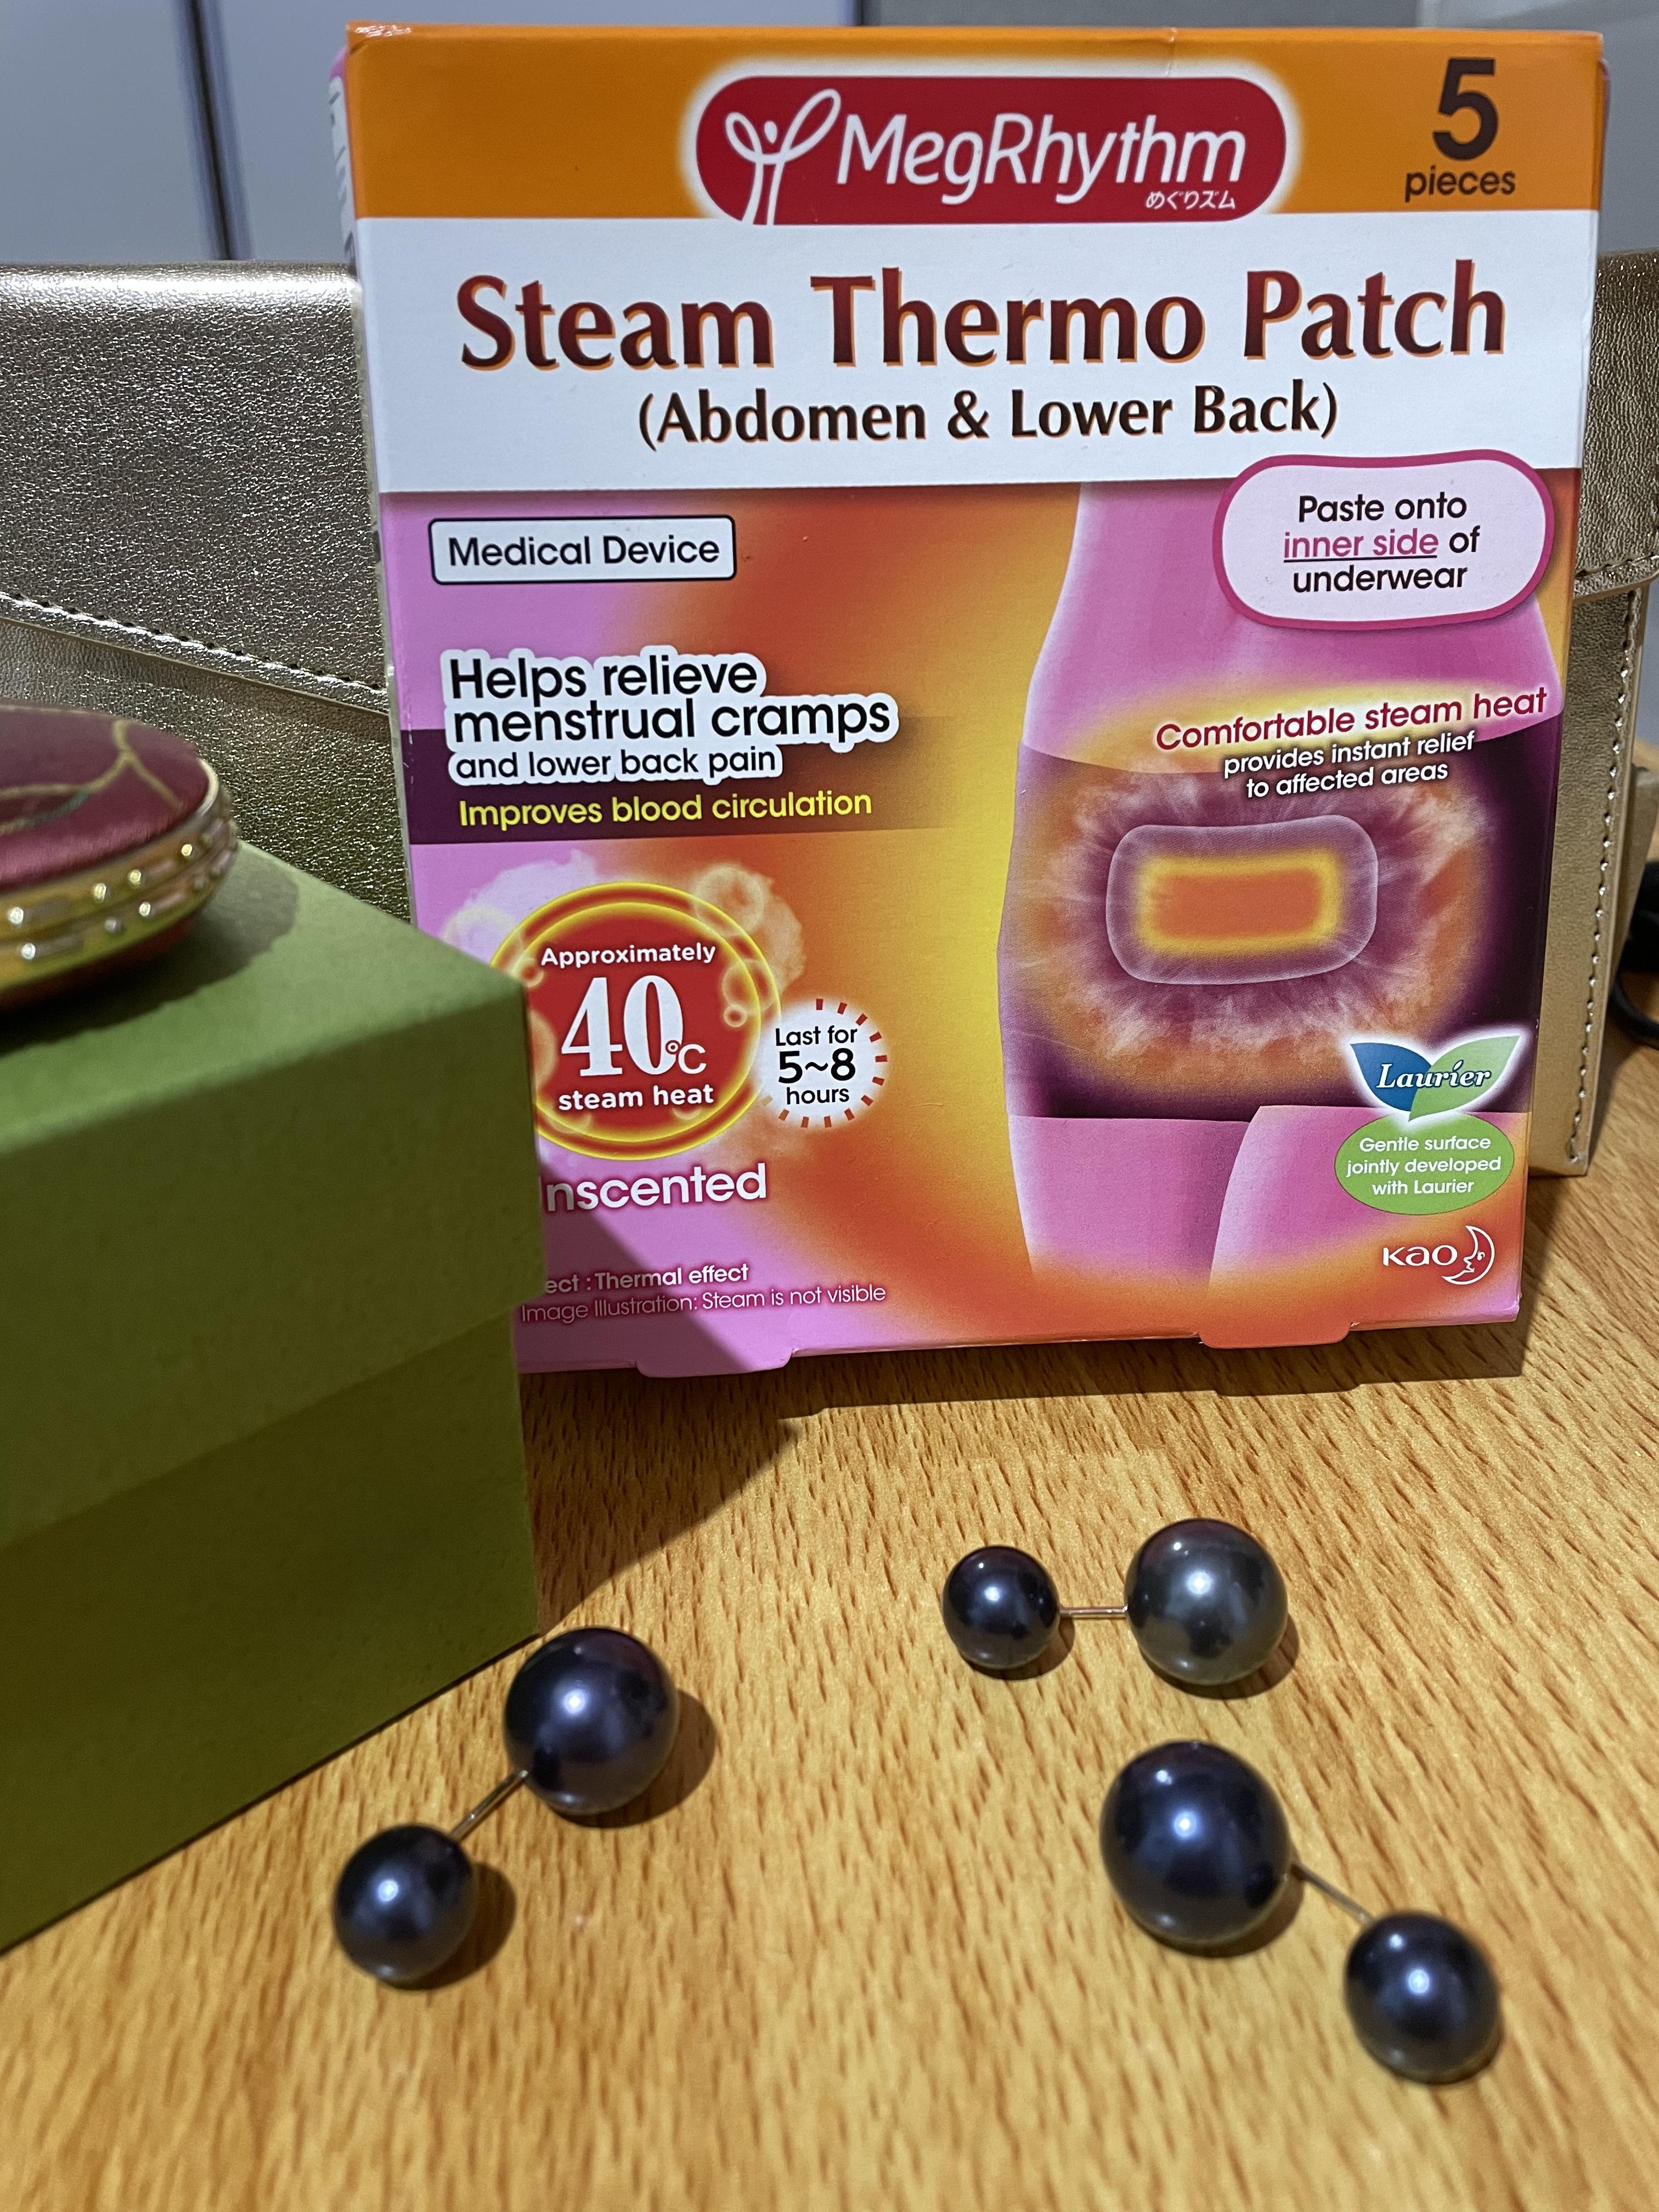 MegRhythm
めぐりズム
5
pieces
Steam Thermo Patch
(Abdomen & Lower Back)
Medical Device
Paste onto
inner side of
underwear
Helps relieve
menstrual cramps
and lower back pain
Improves blood circulation
Comfortable steam heat
provides instant relief
to affected areas
Approximately
40℃
steam heat
Last for
5~8
hours
nscented
ect : Thermal effect
Image Illustration: Steam is not visible
Laurier
Gentle surface
jointly developed
with Laurier
Kao